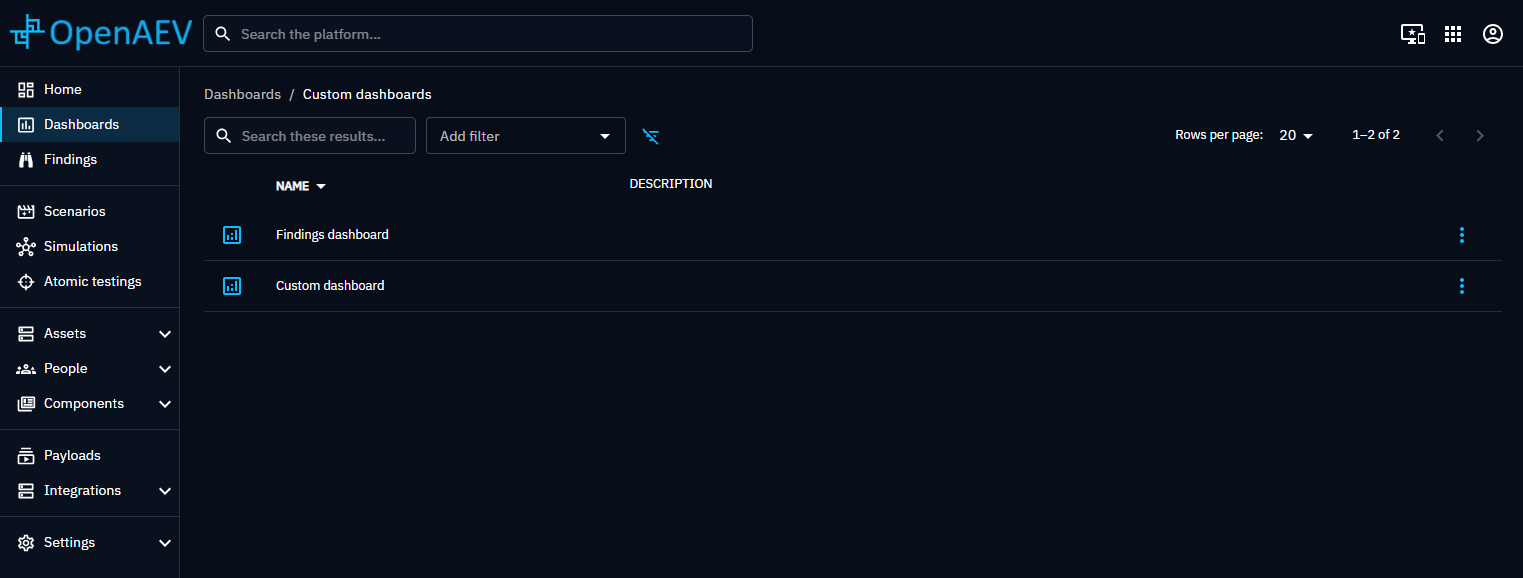 OpenAEV
Search the platform...
Home
Dashboards
Findings
Scenarios
Simulations
Atomic testings
Assets
People
Components
Payloads
Integrations
Settings
Dashboards / Custom dashboards
Search these results...
Add filter
Rows per page: 20
1–2 of 2
NAME
DESCRIPTION
Findings dashboard
Custom dashboard